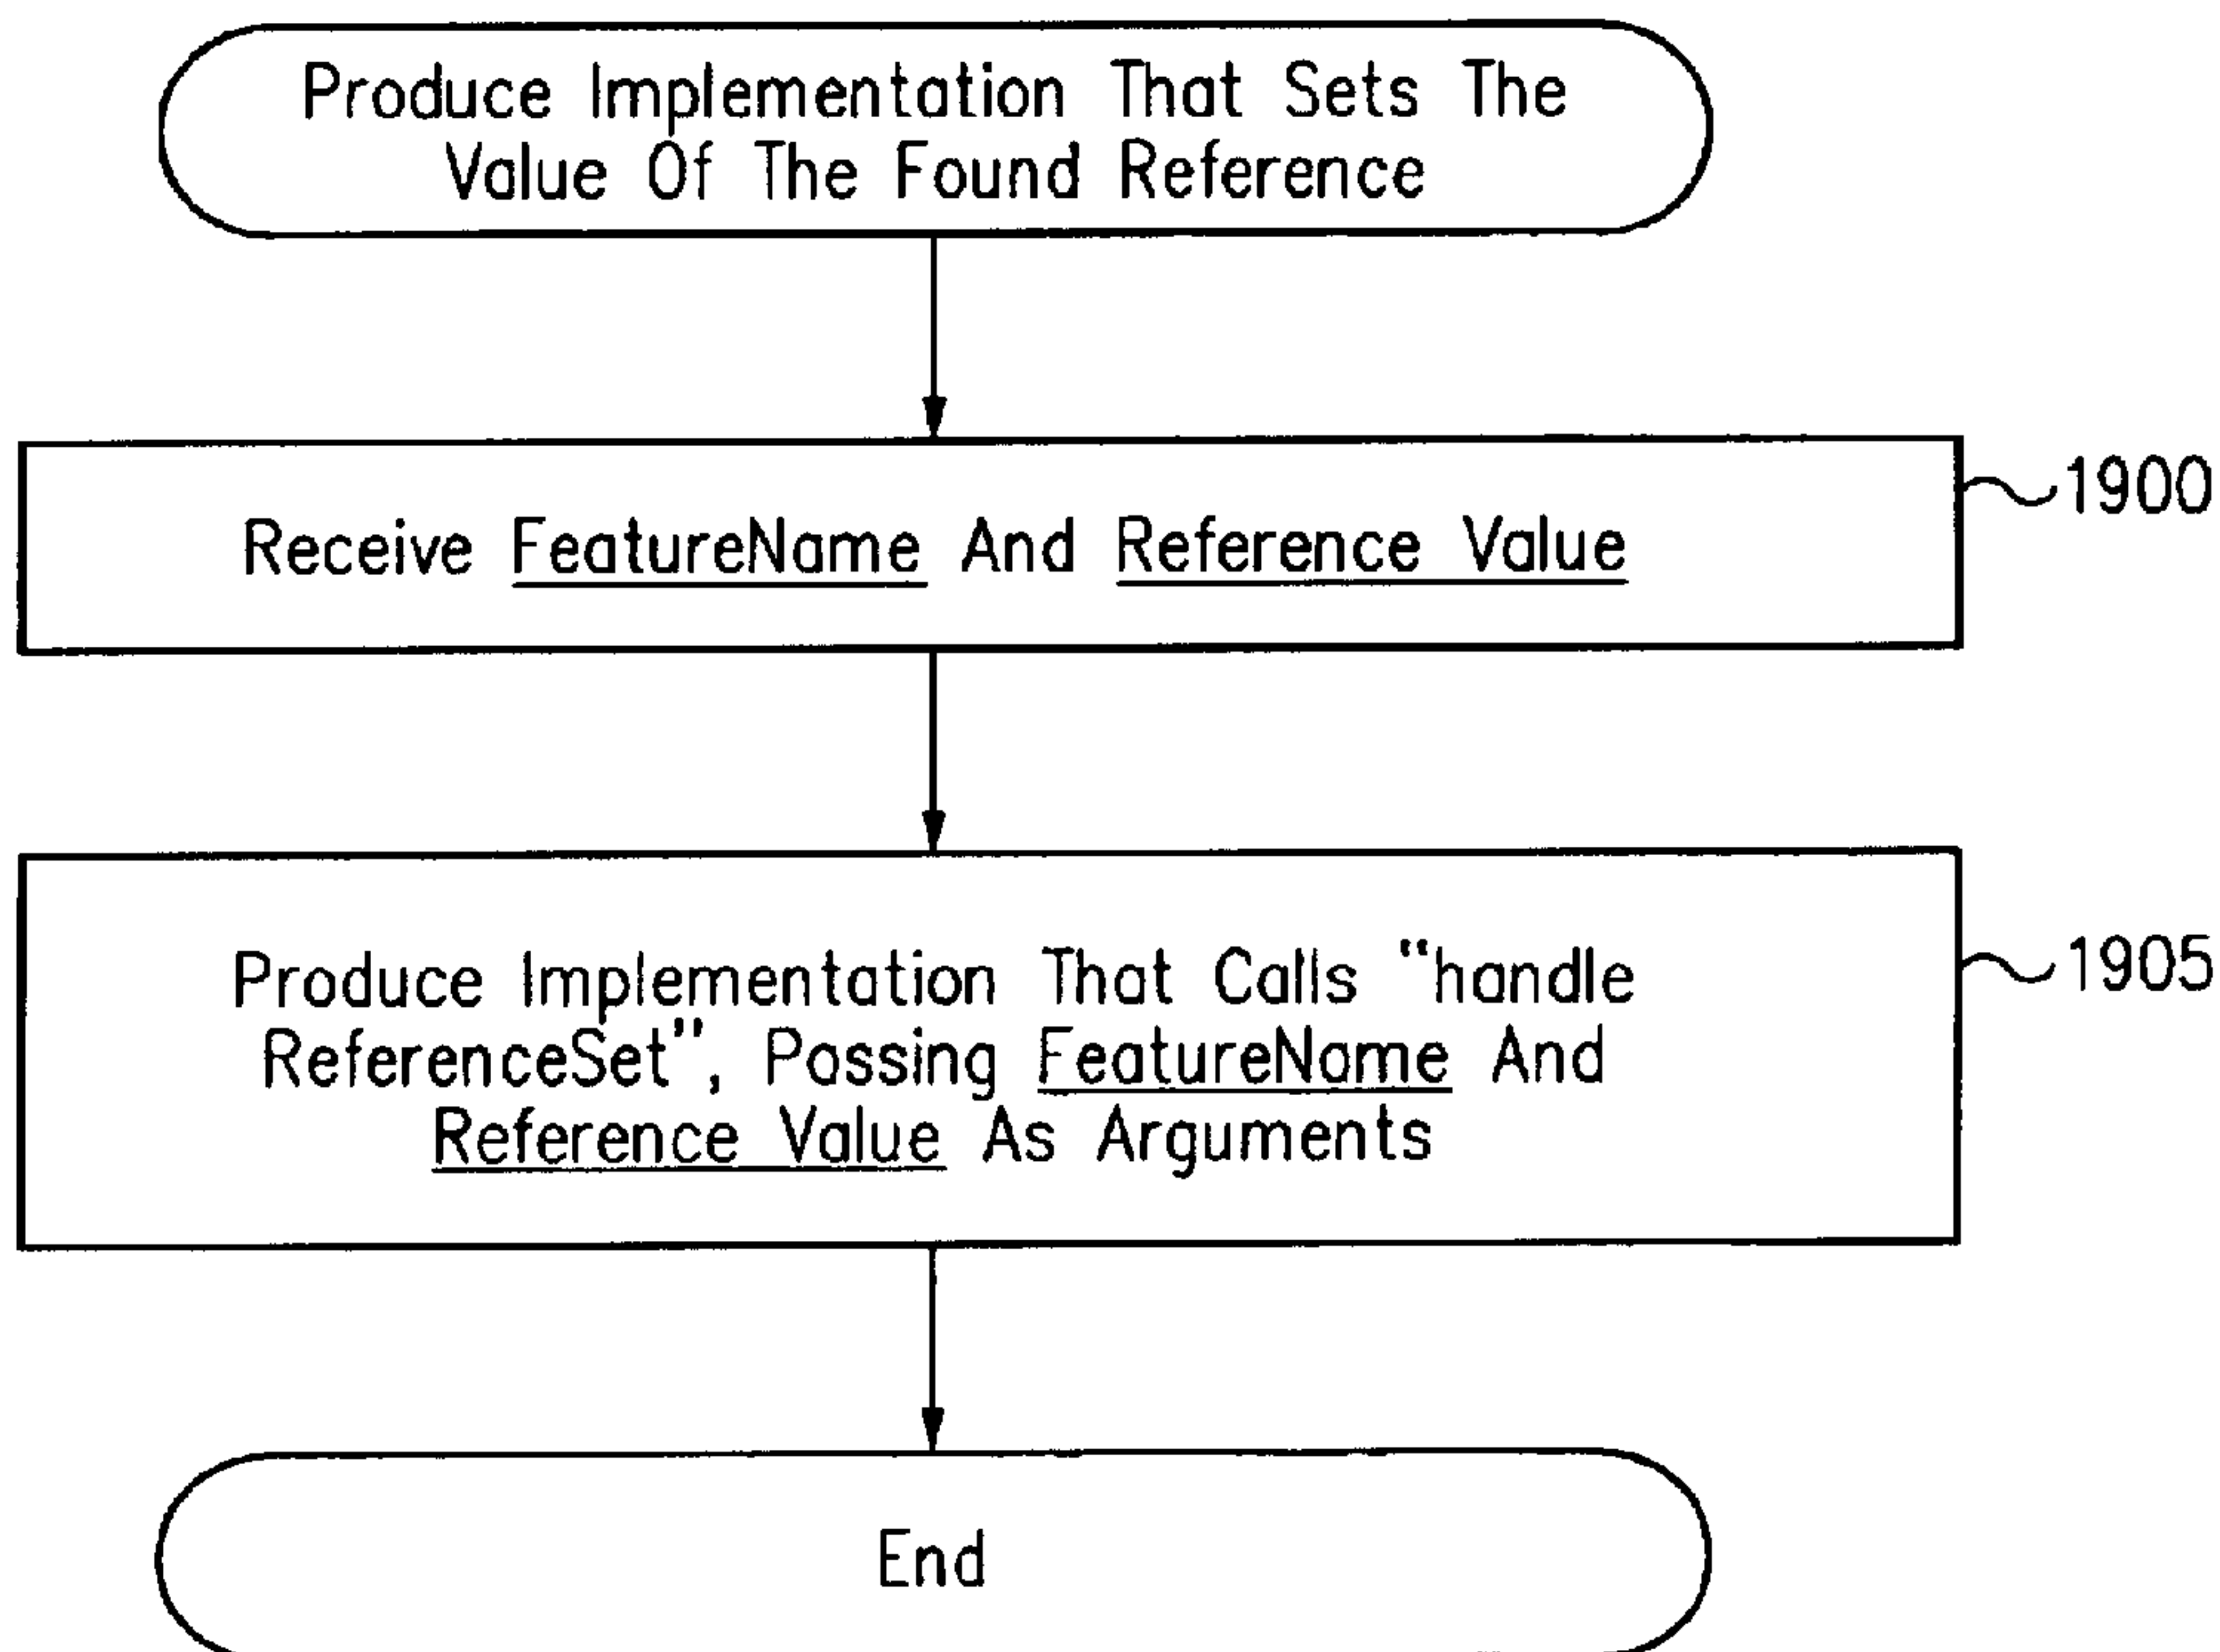 Produce Implementation That Sets The
Value Of The Found Reference
Receive FeatureName And Reference Value
1900
Produce Implementation That Calls “handle
ReferenceSet”, Passing FeatureName And
Reference Value As Arguments
1905
End